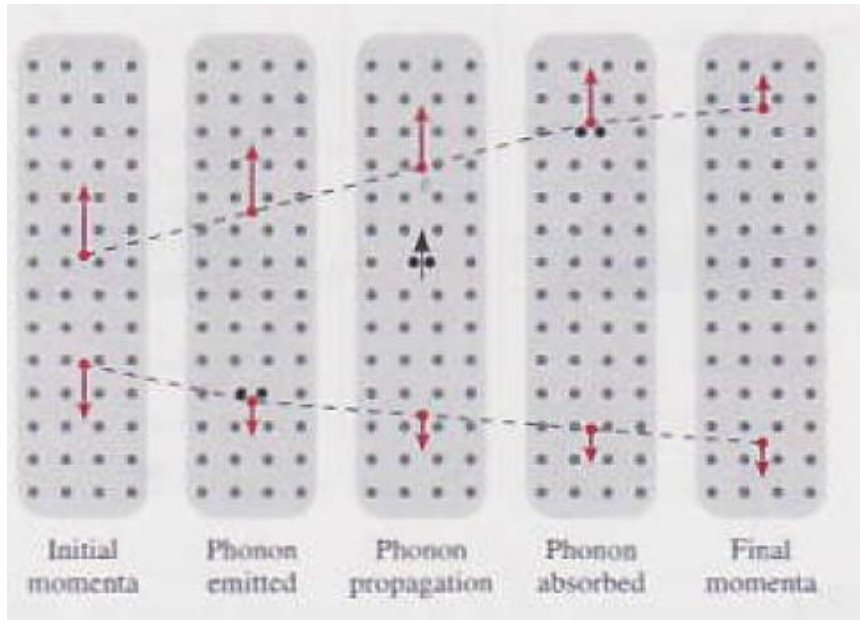 Initial
momenta
Phonon
emitted
Phonon
propagation
Phonon
absorbed
Final
momenta